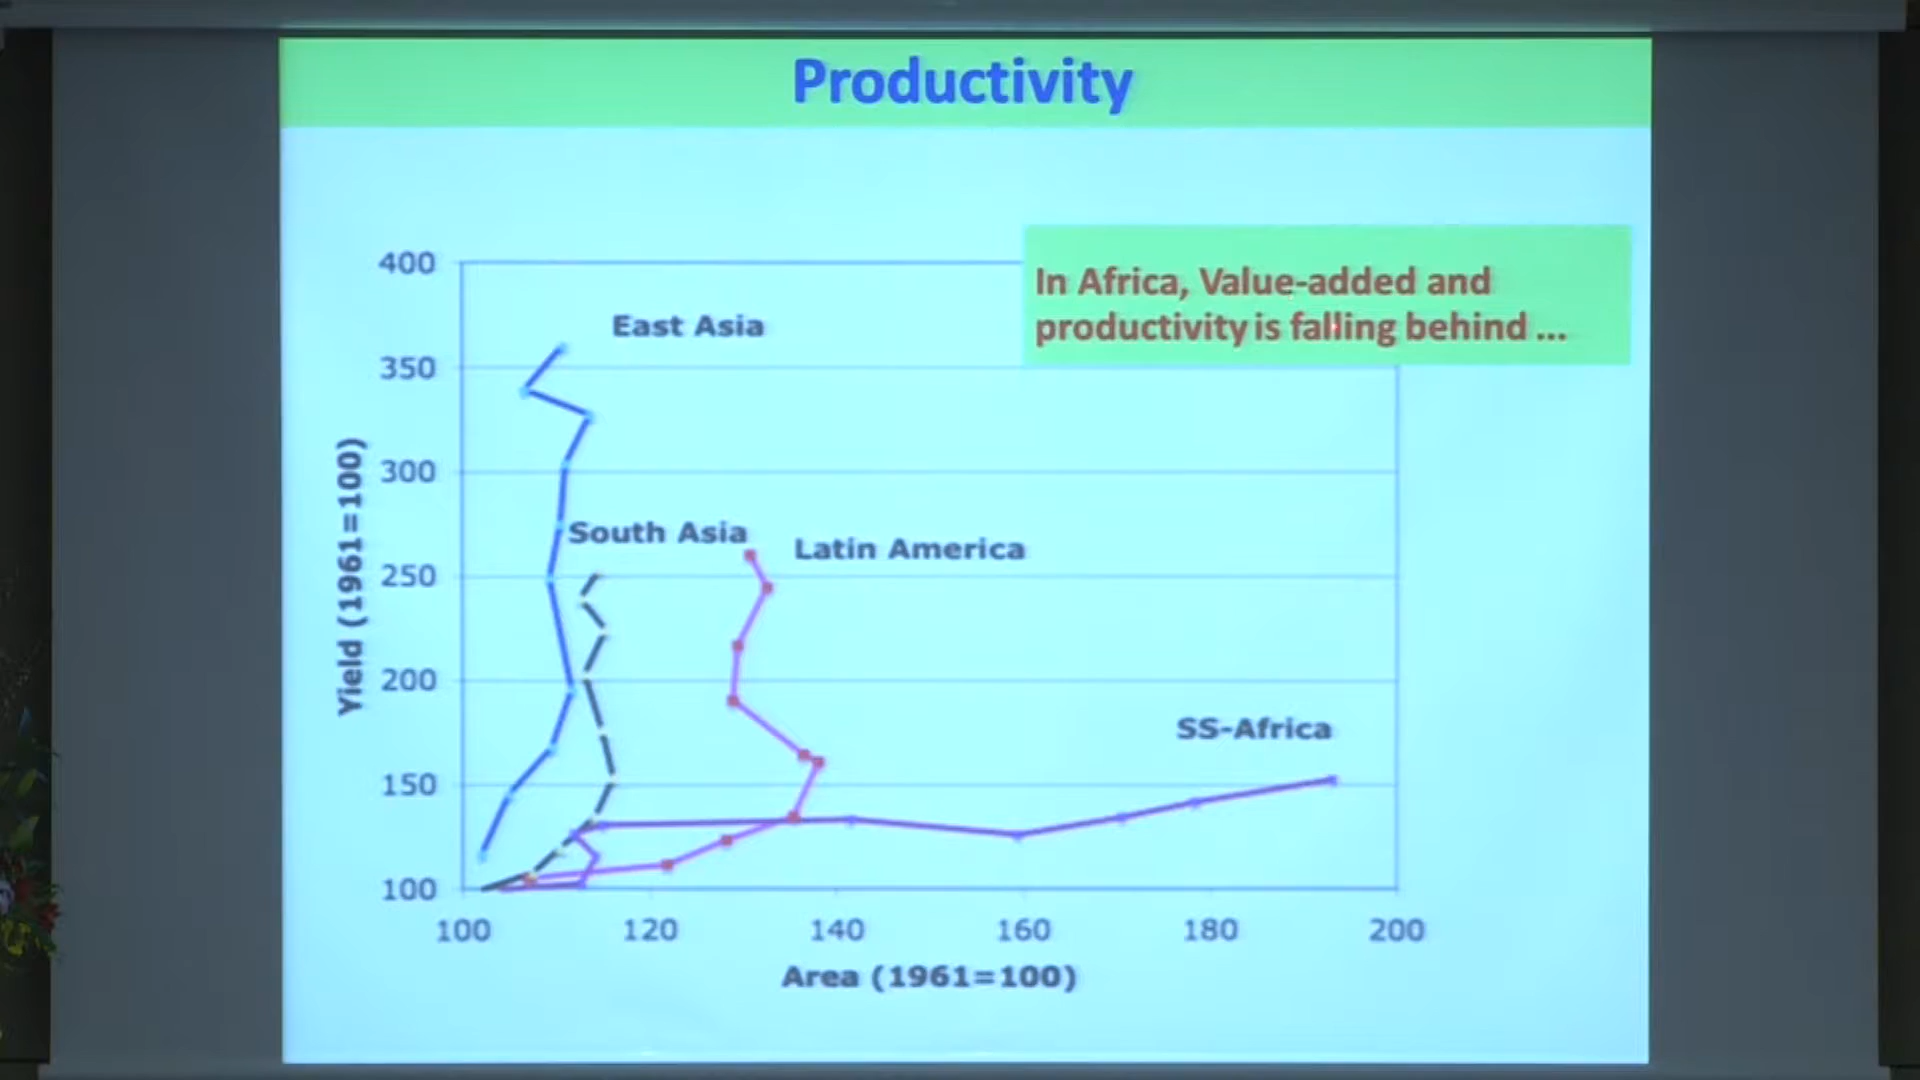 Productivity
In Africa, Value-added and
productivity is falling behind ...
400
350
300
250
200
150
100
Yield (1961=100)
East Asia
South Asia
Latin America
SS-Africa
100
120
140
160
180
200
Area (1961=100)